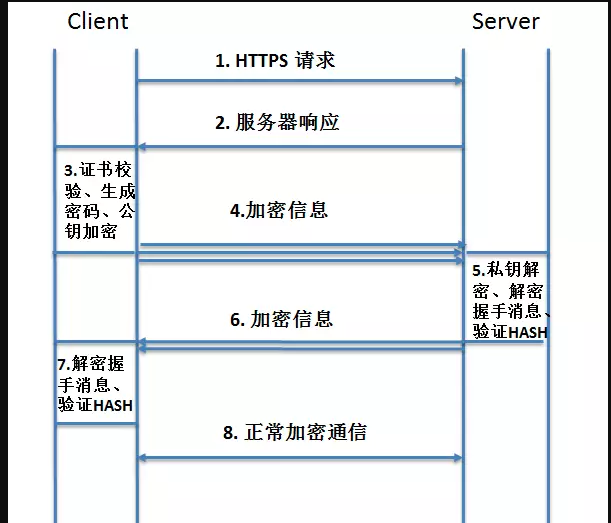 Client
Server
1. HTTPS 请求
2. 服务器响应
3.证书校
验、生成
密码、公
钥加密
4.加密信息
5.私钥解
密、解密
握手消息、
验证HASH
6. 加密信息
7.解密握
手消息、
验证HASH
8. 正常加密通信